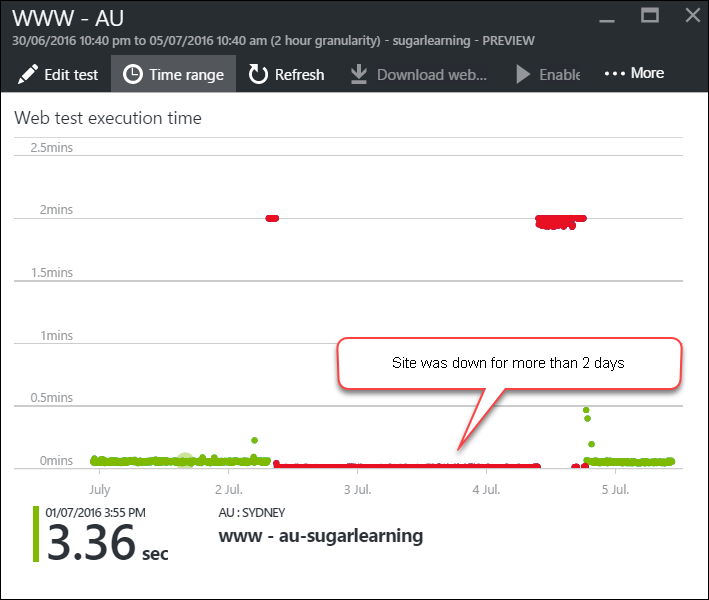 WWW - AU
30/06/2016 10:40 pm to 05/07/2016 10:40 am (2 hour granularity) - sugarlearning - PREVIEW
Edit test Time range Refresh Download web... Enable ••• More
Web test execution time
2.5mins
2mins
1.5mins
1mins
Site was down for more than 2 days
0.5mins
0mins
July 2 Jul. 3 Jul. 4 Jul. 5 Jul.
01/07/2016 3:55 PM AU : SYDNEY
3.36 sec www - au-sugarlearning